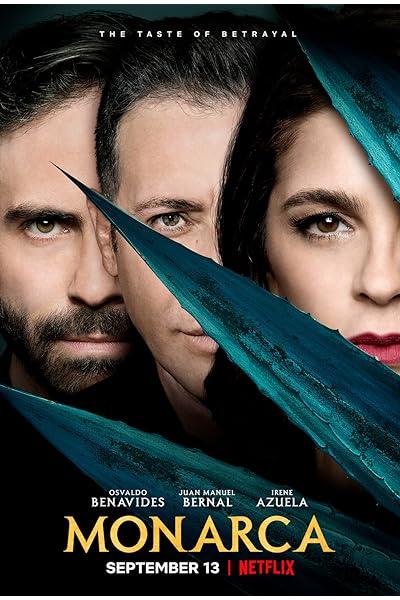 THE TASTE OF BETRAYAL
OSVALDO JUAN MANUEL IRENE
BENAVIDES BERNAL AZUELA
MONARCA
SEPTEMBER 13 | NETFLIX